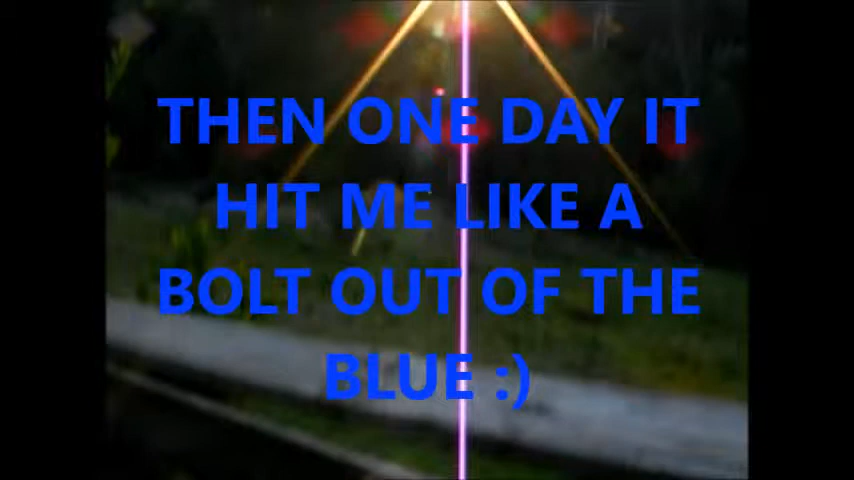 THEN ONE DAY IT
HIT ME LIKE A
BOLT OUT OF THE
BLUE :)